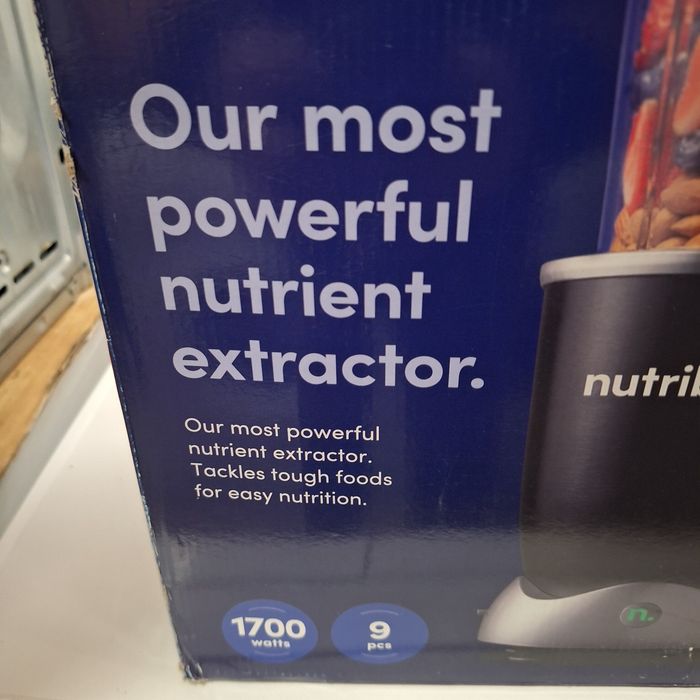 Our most
powerful
nutrient
extractor.
Our most powerful
nutrient extractor.
Tackles tough foods
for easy nutrition.
nutrib
1700
watts
9
pcs
n.